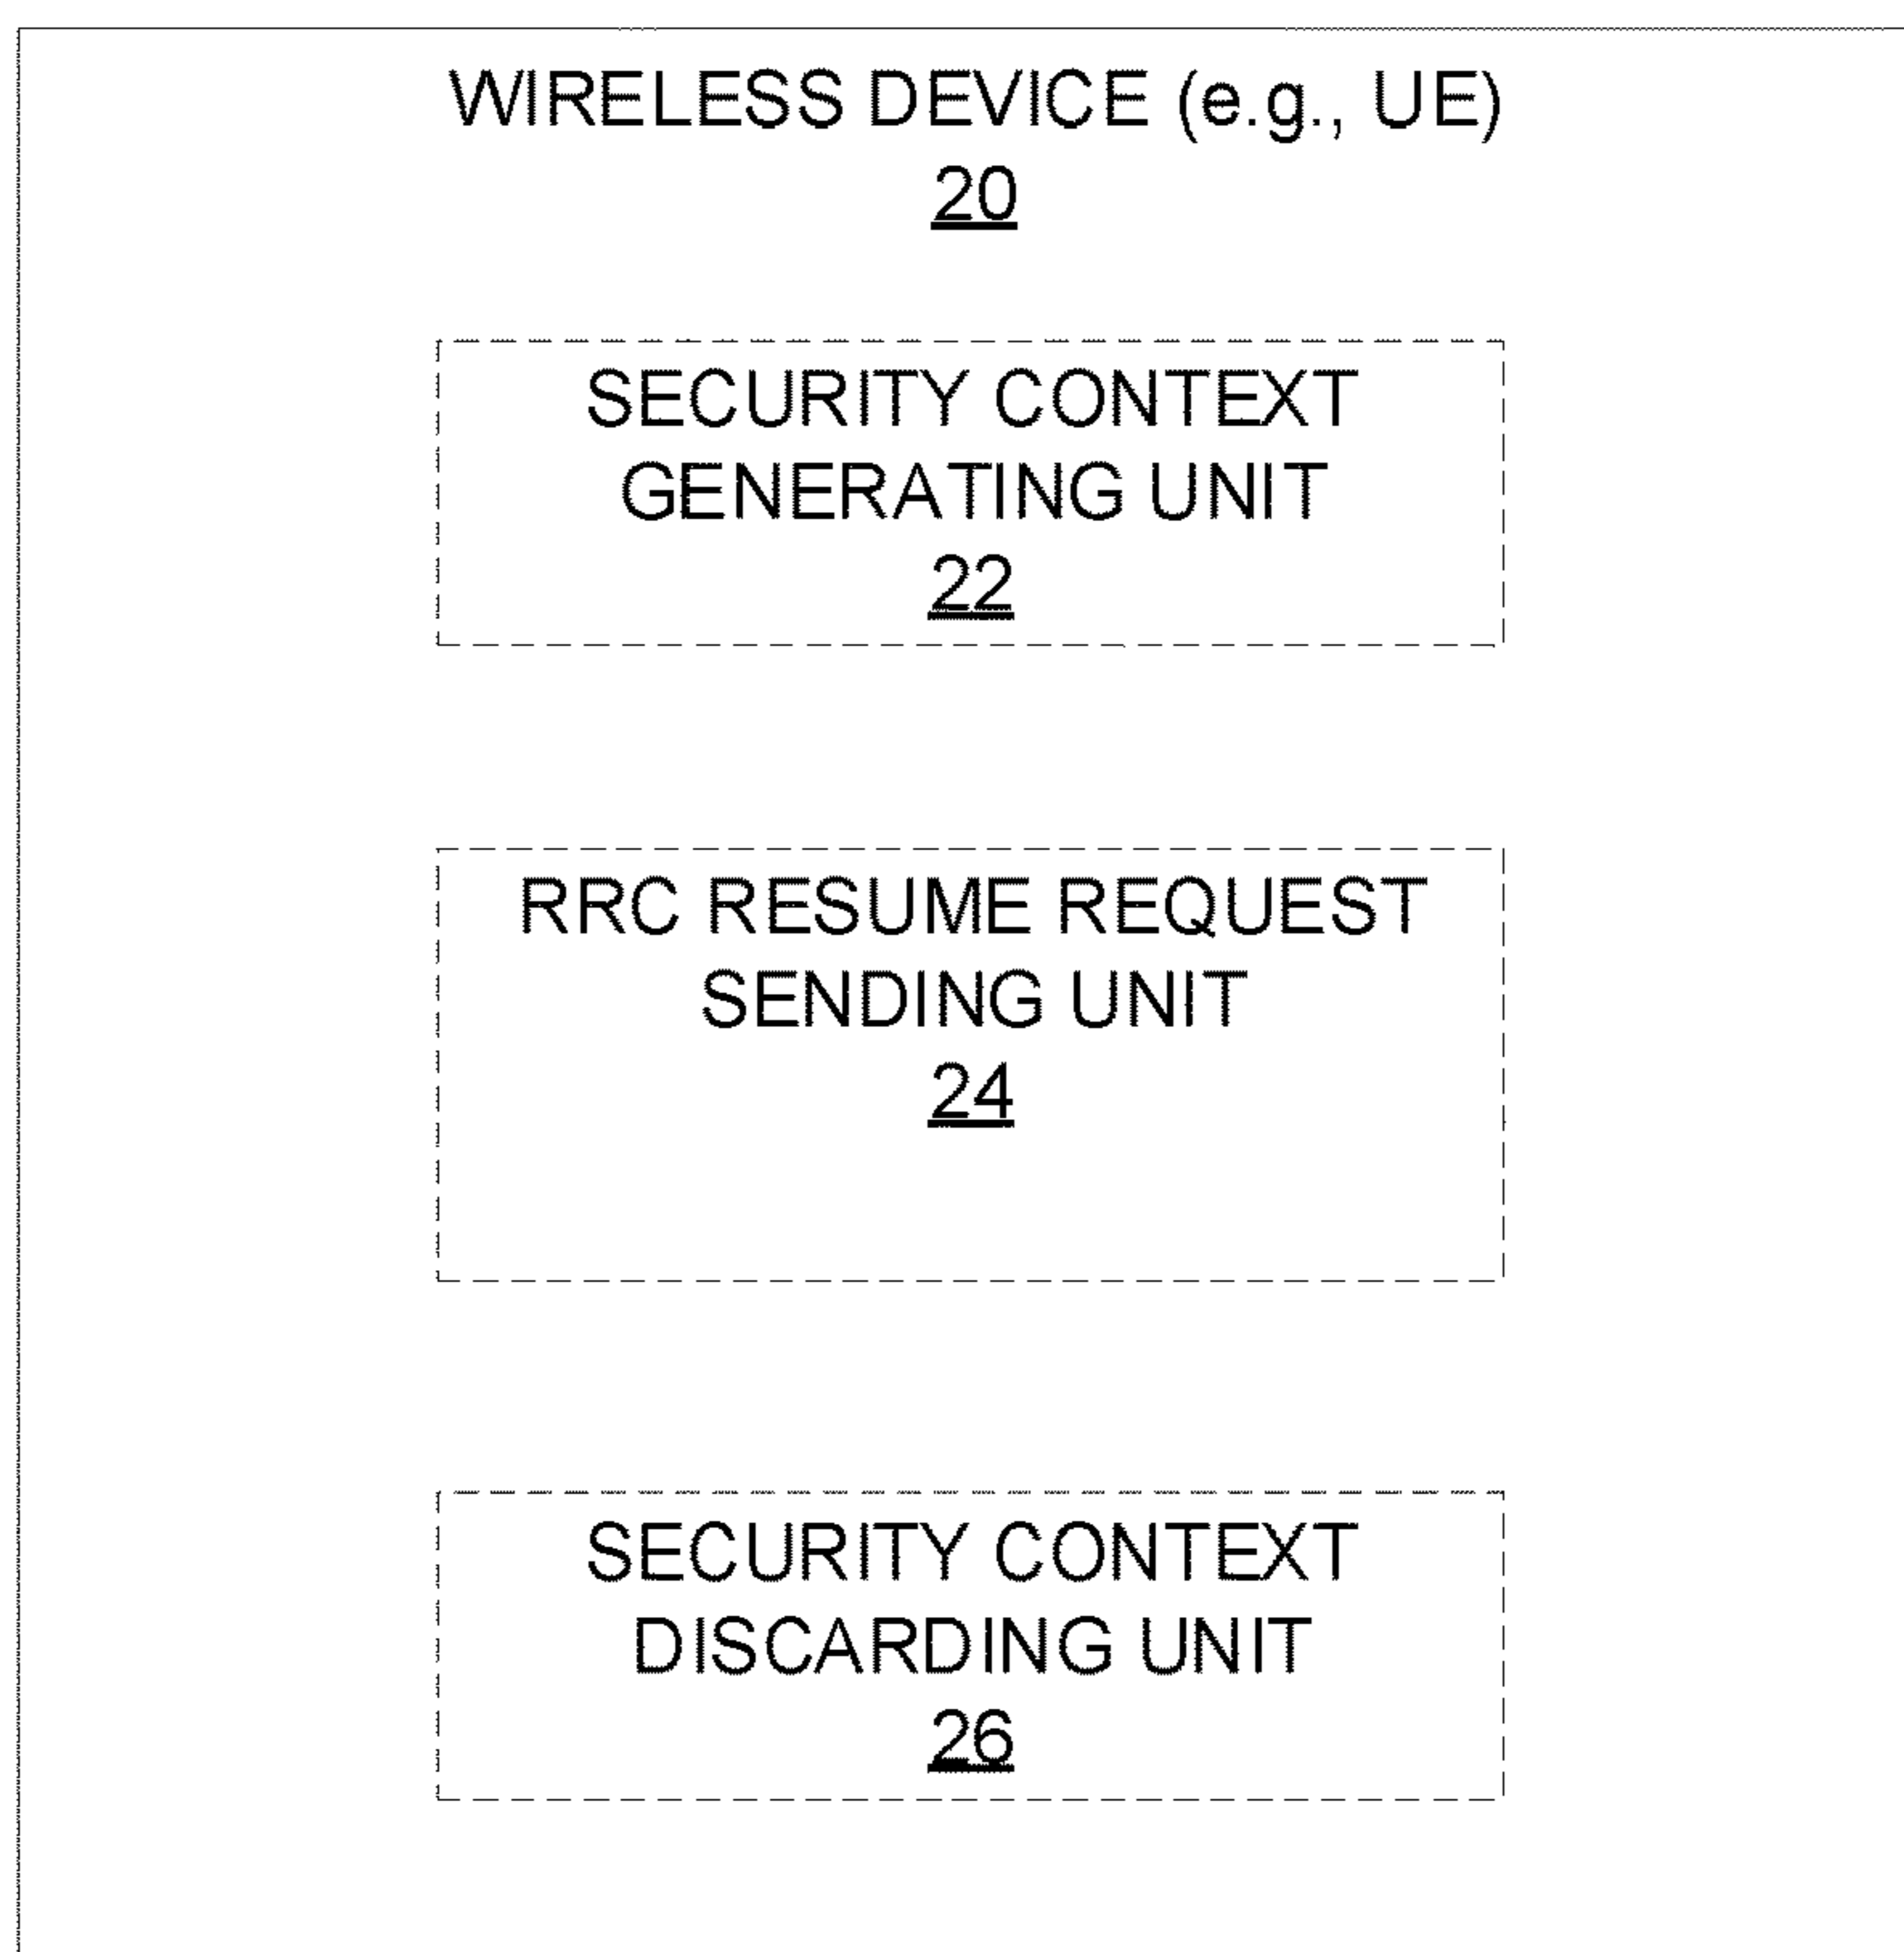 WIRELESS DEVICE (e.g., UE)
20
SECURITY CONTEXT
GENERATING UNIT
22
RRC RESUME REQUEST
SENDING UNIT
24
SECURITY CONTEXT
DISCARDING UNIT
26